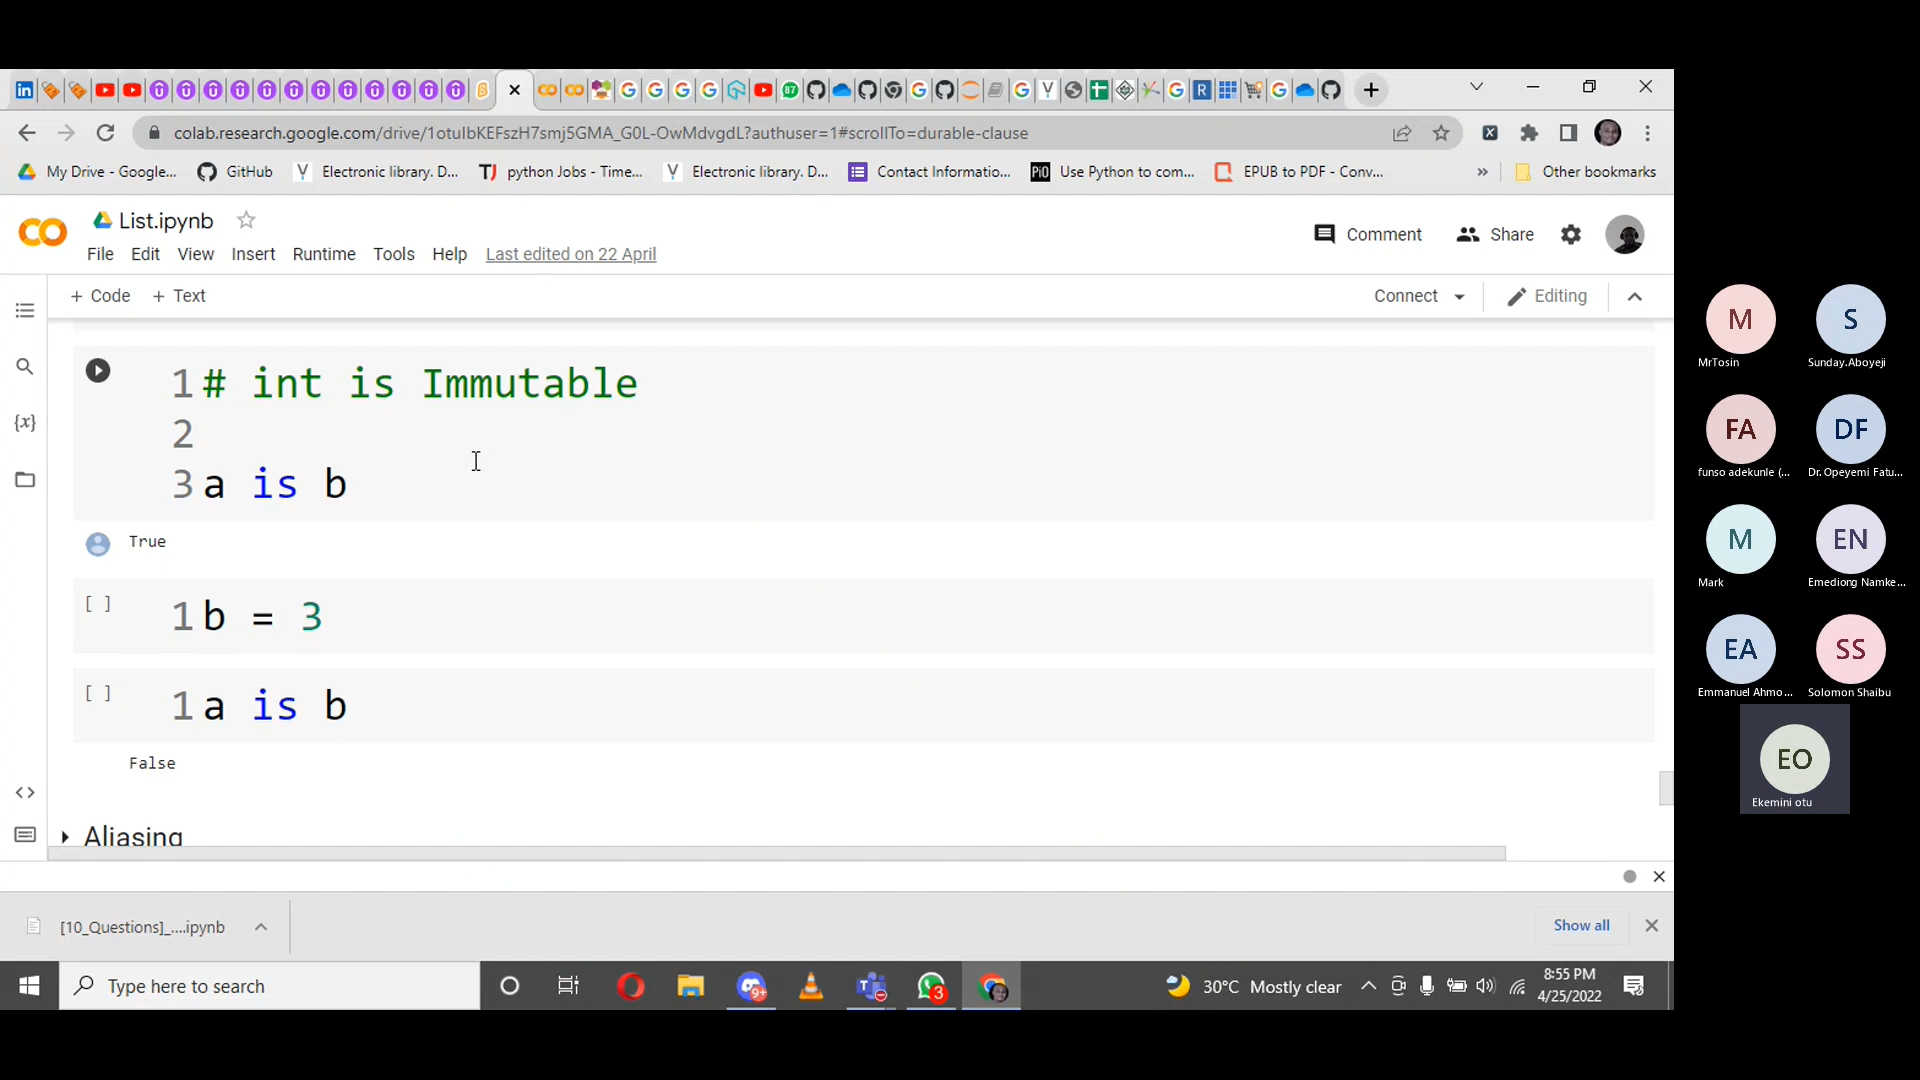 colab.research.google.com/drive/1otuIbKEFszH7smj5GMA_G0L-OwMdvgdL?authuser=1#scrollTo=durable-clause
My Drive - Google... GitHub Electronic library. D... TJ python Jobs - Time... Electronic library. D... Contact Informatio... PiO Use Python to com... EPUB to PDF - Conv... » Other bookmarks
List.ipynb
Comment Share
File Edit View Insert Runtime Tools Help Last edited on 22 April
+ Code + Text Connect Editing
1 # int is Immutable
2
3 a is b
True
[ ] 1 b = 3
[ ] 1 a is b
False
Aliasing
[10_Questions]_....ipynb Show all
Type here to search 9+ 3 30°C Mostly clear 8:55 PM
4/25/2022
M S
MrTosin Sunday.Aboyeji
FA DF
funso adekunle (... Dr. Opeyemi Fatu...
M EN
Mark Emediong Namke...
EA SS
Emmanuel Ahmo... Solomon Shaibu
EO
Ekemini otu